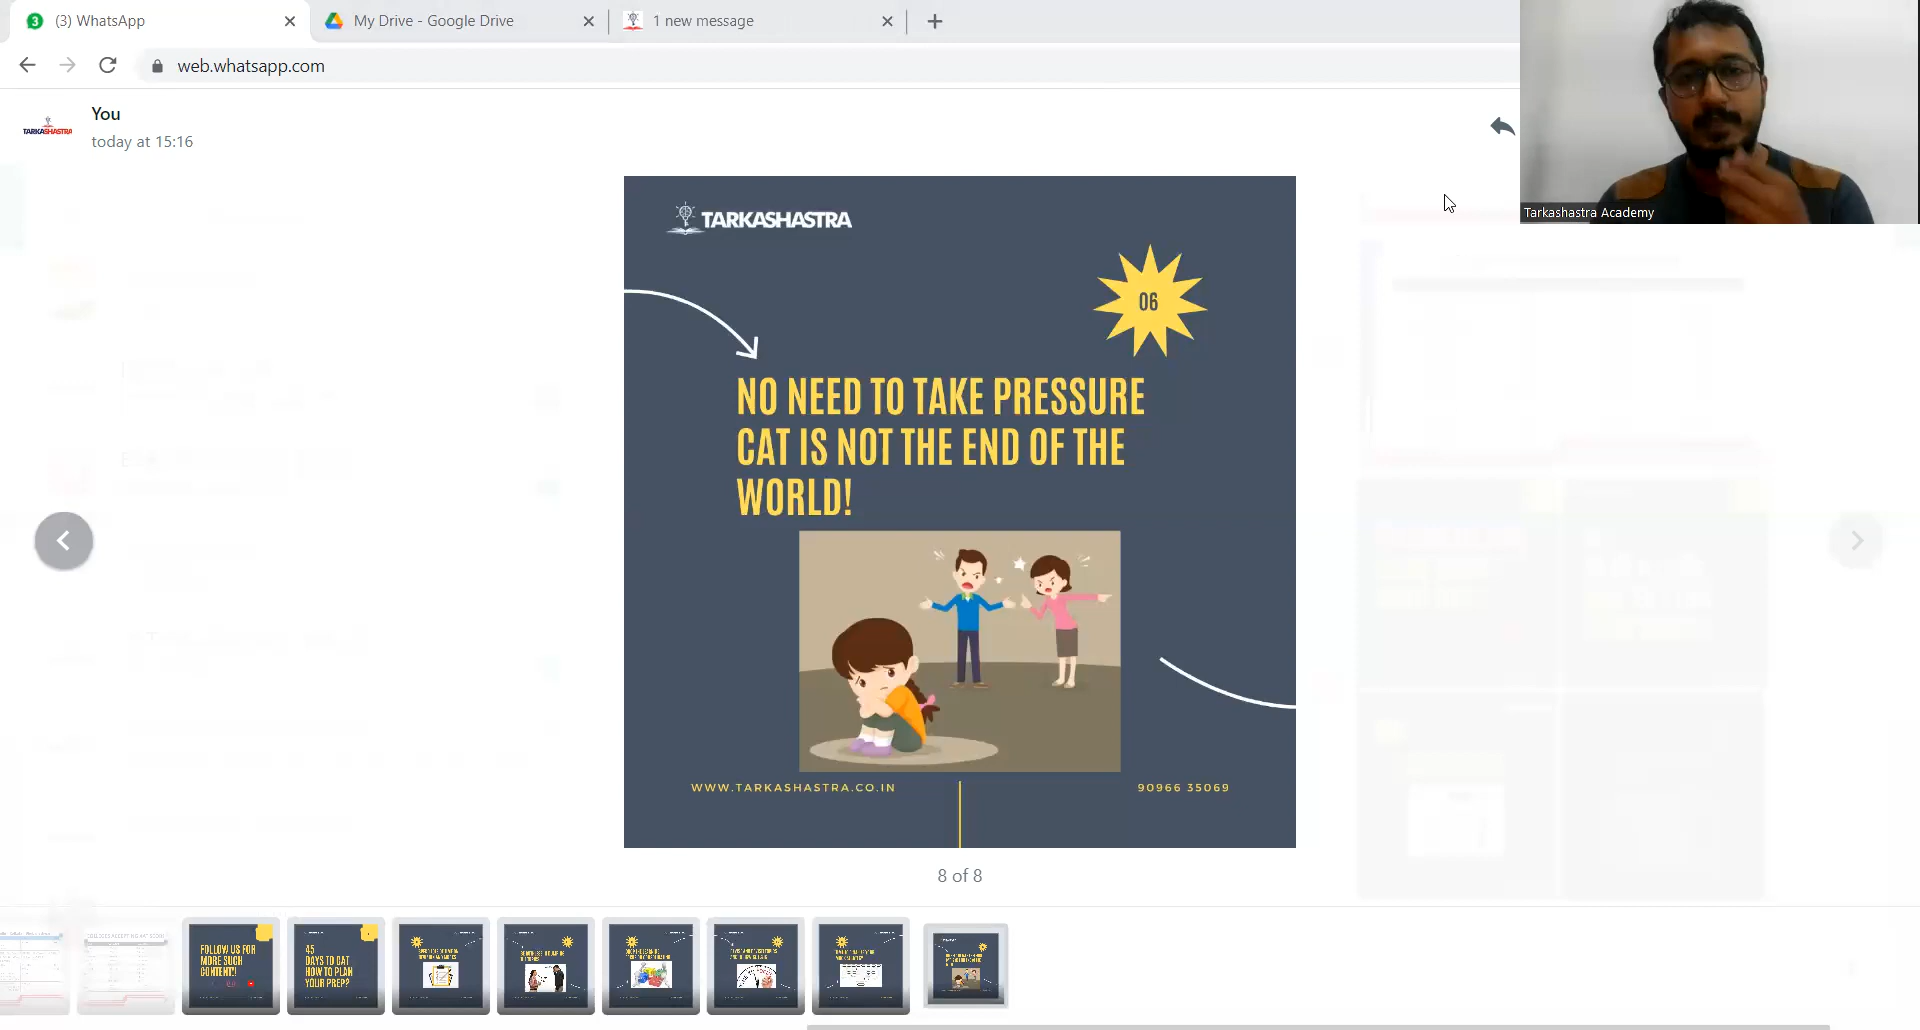 (3) WhatsApp
My Drive - Google Drive
1 new message
web.whatsapp.com
You
today at 15:16
TARKASHASTRA
Tarkashastra Academy
TARKASHASTRA
06
NO NEED TO TAKE PRESSURE
CAT IS NOT THE END OF THE
WORLD!
WWW.TARKASHASTRA.CO.IN
90966 35069
8 of 8
FOLLOW US FOR
MORE SUCH
CONTENT!
45
DAYS TO CAT
HOW TO PLAN
YOUR PREP?